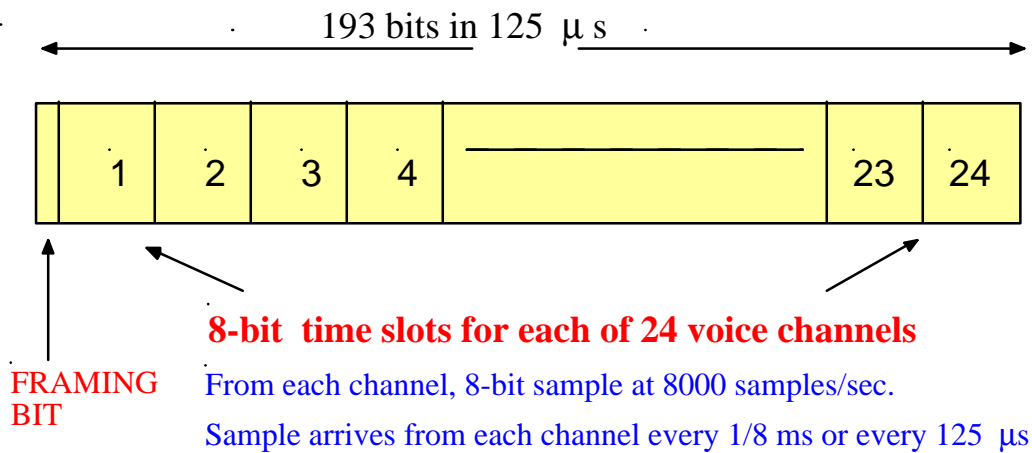 193 bits in 125 μ s
1 2 3 4 23 24
8-bit time slots for each of 24 voice channels
FRAMING
BIT
From each channel, 8-bit sample at 8000 samples/sec.
Sample arrives from each channel every 1/8 ms or every 125 μs